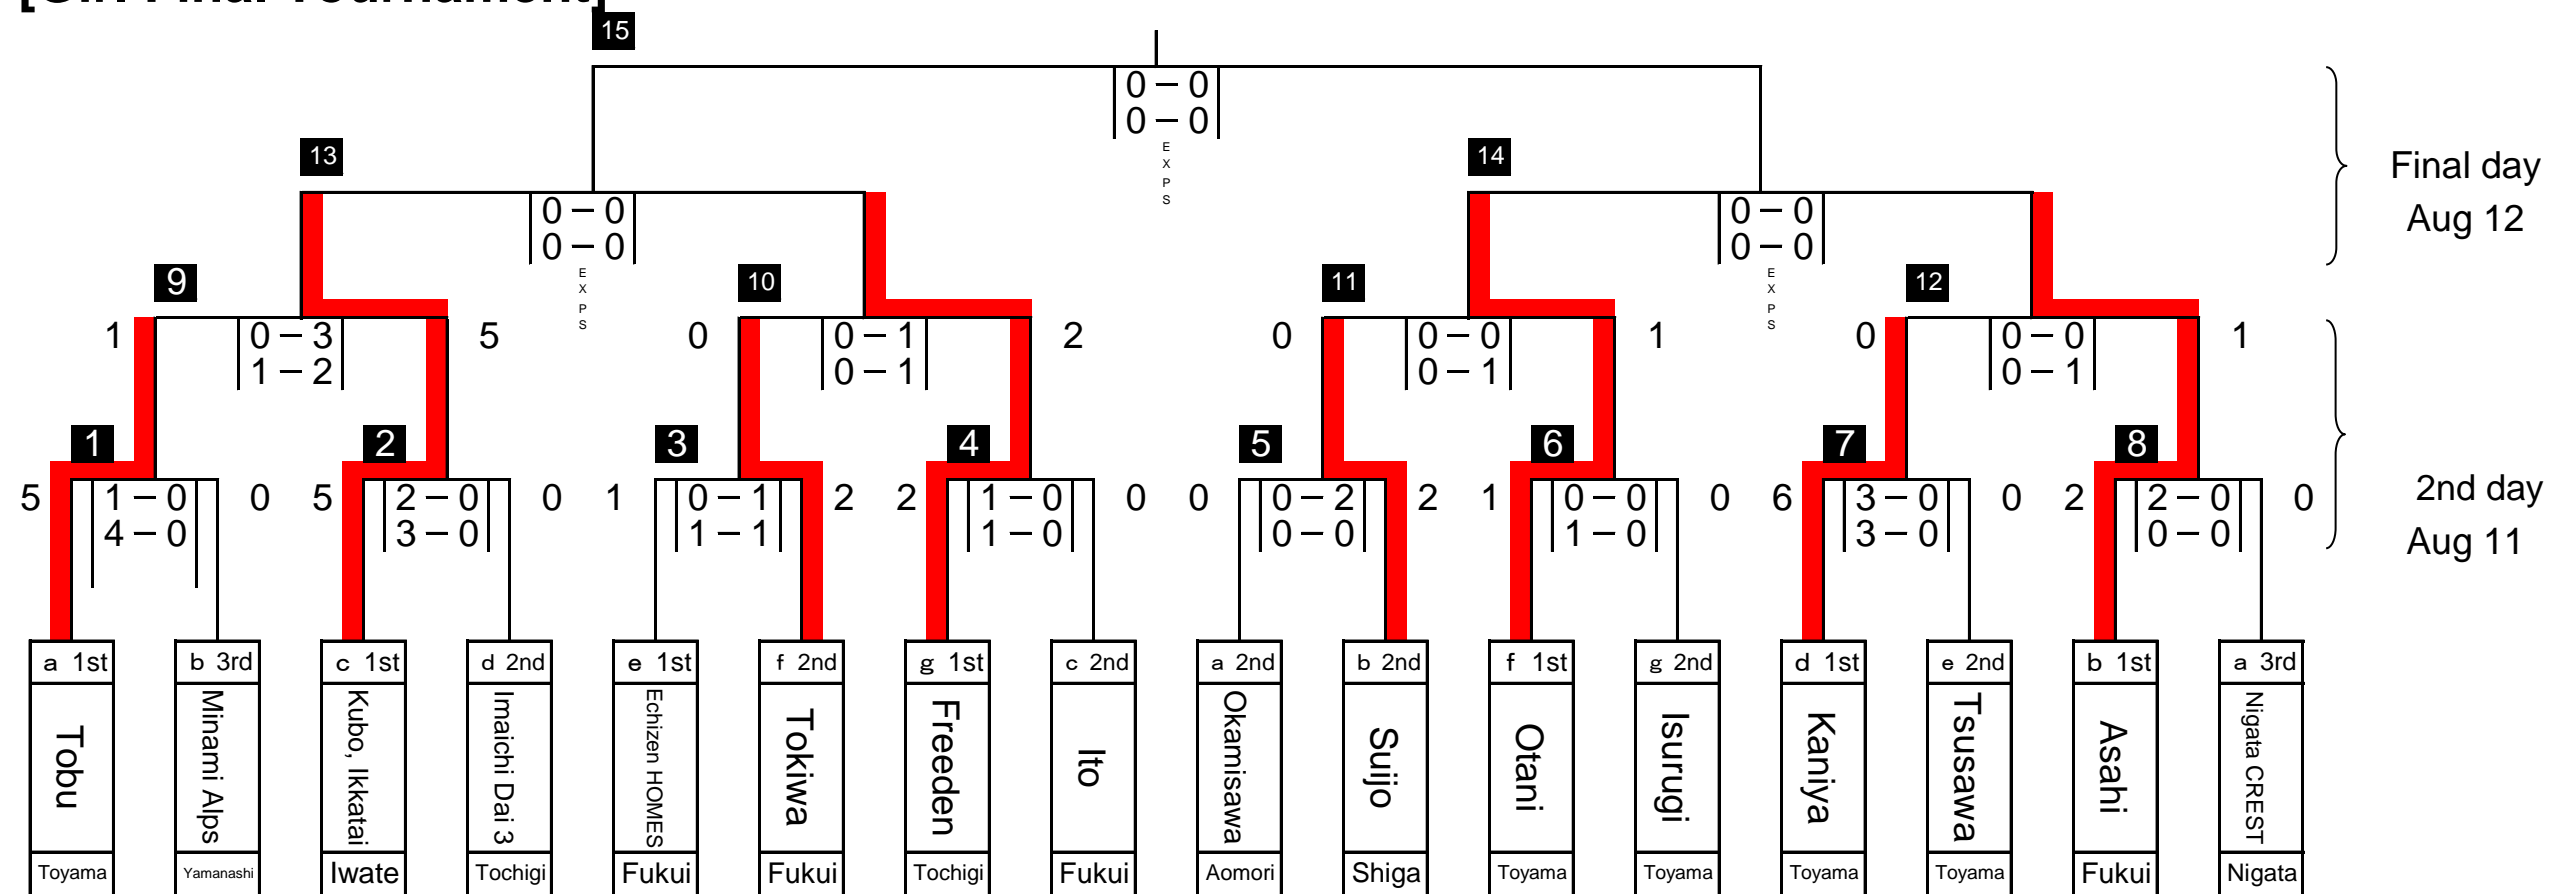 [Girl Final Tournament]
15
0 – 0
0 – 0
E X P S
13
14
0 – 0
0 – 0
E X P S
0 – 0
0 – 0
E X P S
Final day
Aug 12
9
10
11
12
1 0 – 3 5
1 – 2
0 0 – 1 2
0 – 1
0 0 – 0 1
0 – 1
0 0 – 0 1
0 – 1
1
2
3
4
5
6
7
8
5 1 – 0 0
4 – 0
5 2 – 0 0
3 – 0
1 0 – 1 2
1 – 1
2 1 – 0 0
1 – 0
0 0 – 2 2
0 – 0
1 0 – 0 0
1 – 0
6 3 – 0 0
3 – 0
2 2 – 0 0
0 – 0
2nd day
Aug 11
a 1st
Tobu
Toyama
b 3rd
Minami Alps
Yamanashi
c 1st
Kubo, Ikkatai
Iwate
d 2nd
Imaichi Dai 3
Tochigi
e 1st
Echizen HOMES
Fukui
f 2nd
Tokiwa
Fukui
g 1st
Freeden
Tochigi
c 2nd
Ito
Fukui
a 2nd
Okamisawa
Aomori
b 2nd
Suijo
Shiga
f 1st
Otani
Toyama
g 2nd
Isurugi
Toyama
d 1st
Kaniya
Toyama
e 2nd
Tsusawa
Toyama
b 1st
Asahi
Fukui
a 3rd
Nigata CREST
Nigata